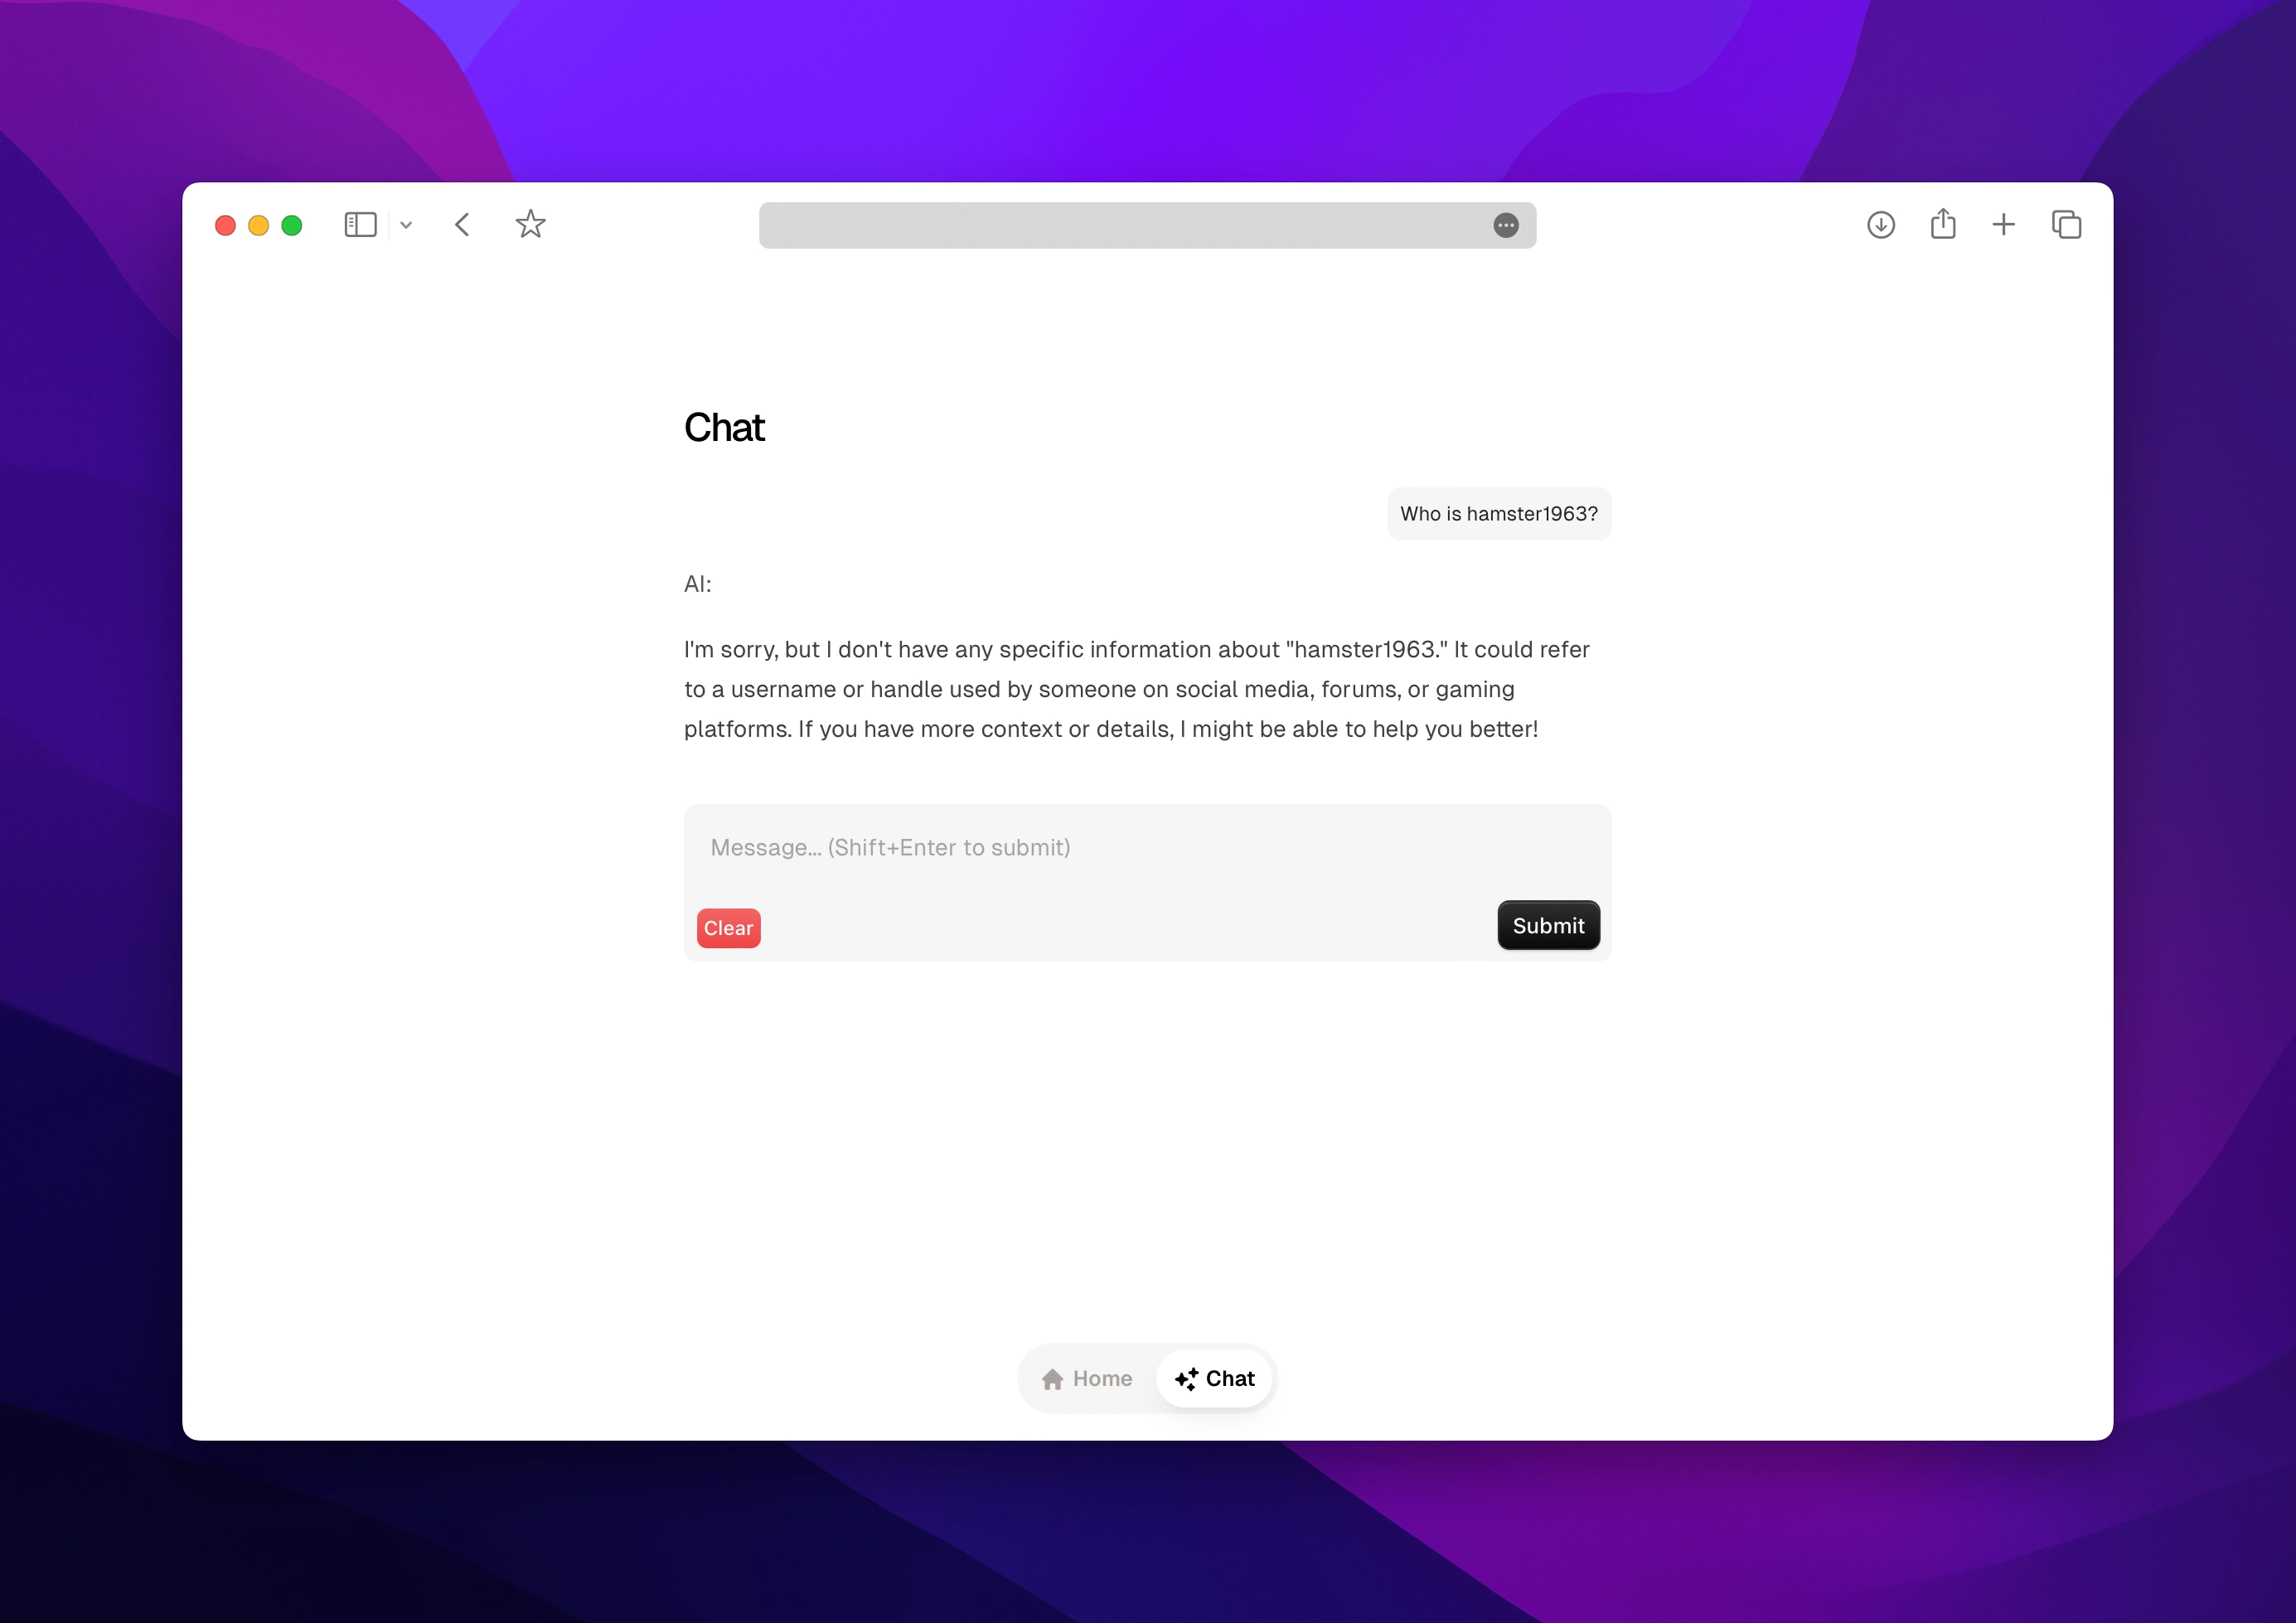 Chat
Who is hamster1963?
AI:
I'm sorry, but I don't have any specific information about "hamster1963." It could refer
to a username or handle used by someone on social media, forums, or gaming
platforms. If you have more context or details, I might be able to help you better!
Message... (Shift+Enter to submit)
Clear
Submit
Home
Chat